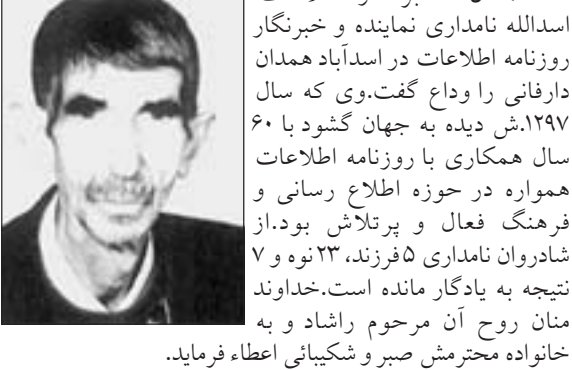 اسدالله نامداری نماینده و خبرنگار
روزنامه اطلاعات در اسدآباد همدان
دارفانی را وداع گفت.وی که سال
۱۲۹۷.ش دیده به جهان گشود با ۶۰
سال همکاری با روزنامه اطلاعات
همواره در حوزه اطلاع رسانی و
فرهنگ فعال و پرتلاش بود.از
شادروان نامداری ۵فرزند، ۲۳نوه و ۷
نتیجه به یادگار مانده است.خداوند
منان روح آن مرحوم راشاد و به
خانواده محترمش صبر و شکیبائی اعطاء فرماید.